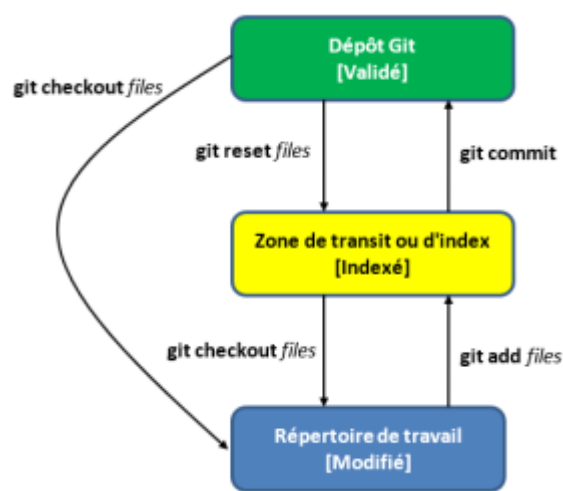 Dépôt Git
[Validé]
git checkout files
git reset files
git commit
Zone de transit ou d'index
[Indexé]
git checkout files
git add files
Répertoire de travail
[Modifié]